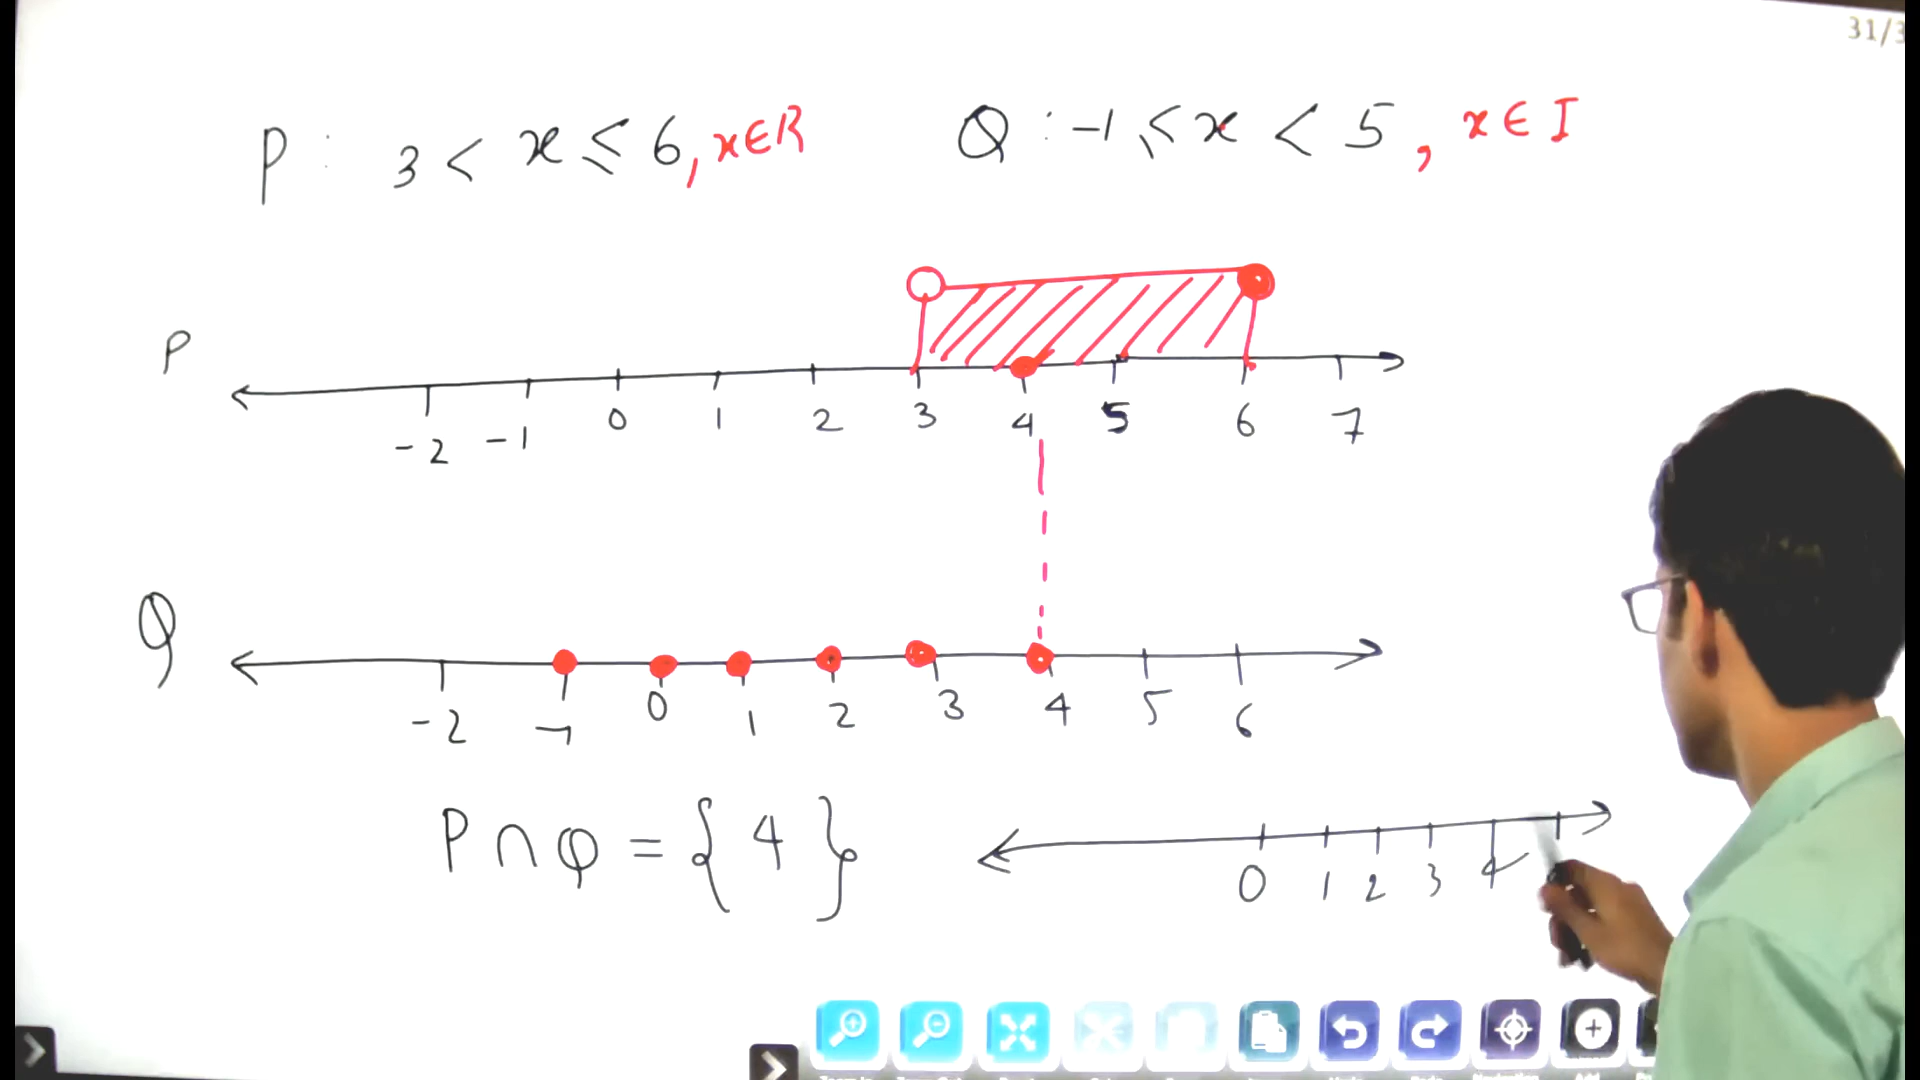 31/3
P : 3 < x ≤ 6, x∈R
Q : -1 ≤ x < 5, x∈I
P
-2 -1 0 1 2 3 4 5 6 7
Q
-2 -1 0 1 2 3 4 5 6
P∩Q = {4}
0 1 2 3 4